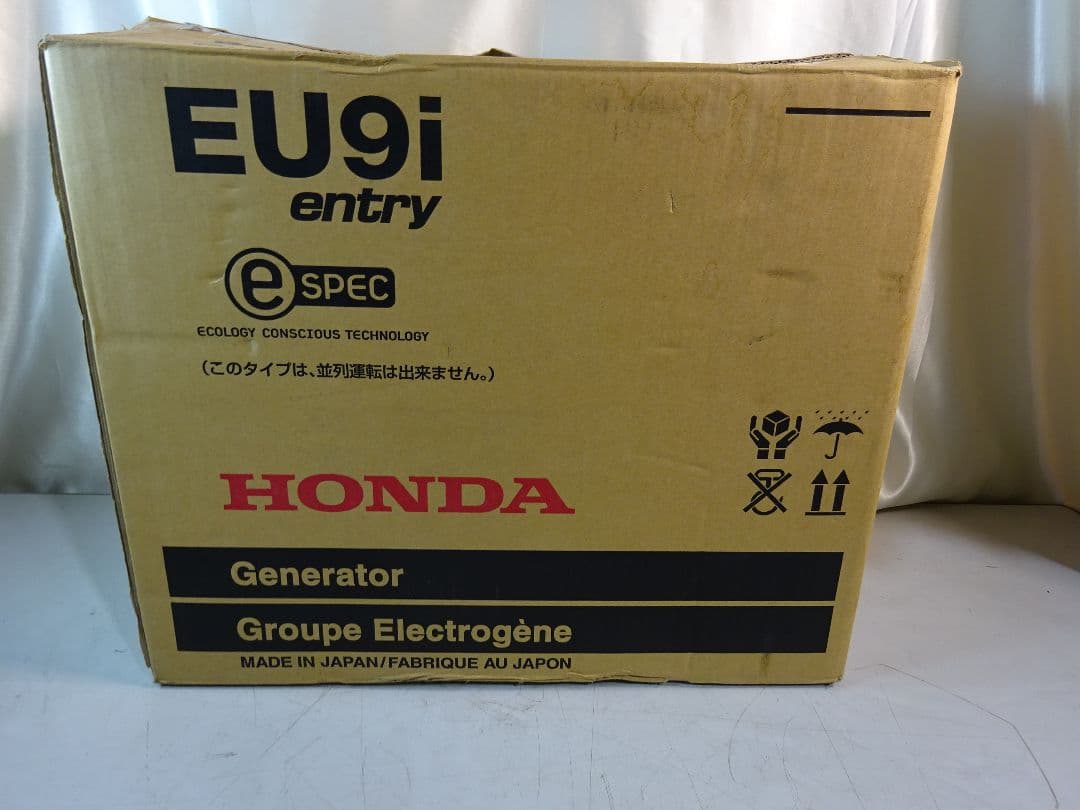 EU9i
entry
e SPEC
ECOLOGY CONSCIOUS TECHNOLOGY
(このタイプは、並列運転は出来ません。)
HONDA
Generator
Groupe Electrogène
MADE IN JAPAN/FABRIQUE AU JAPON